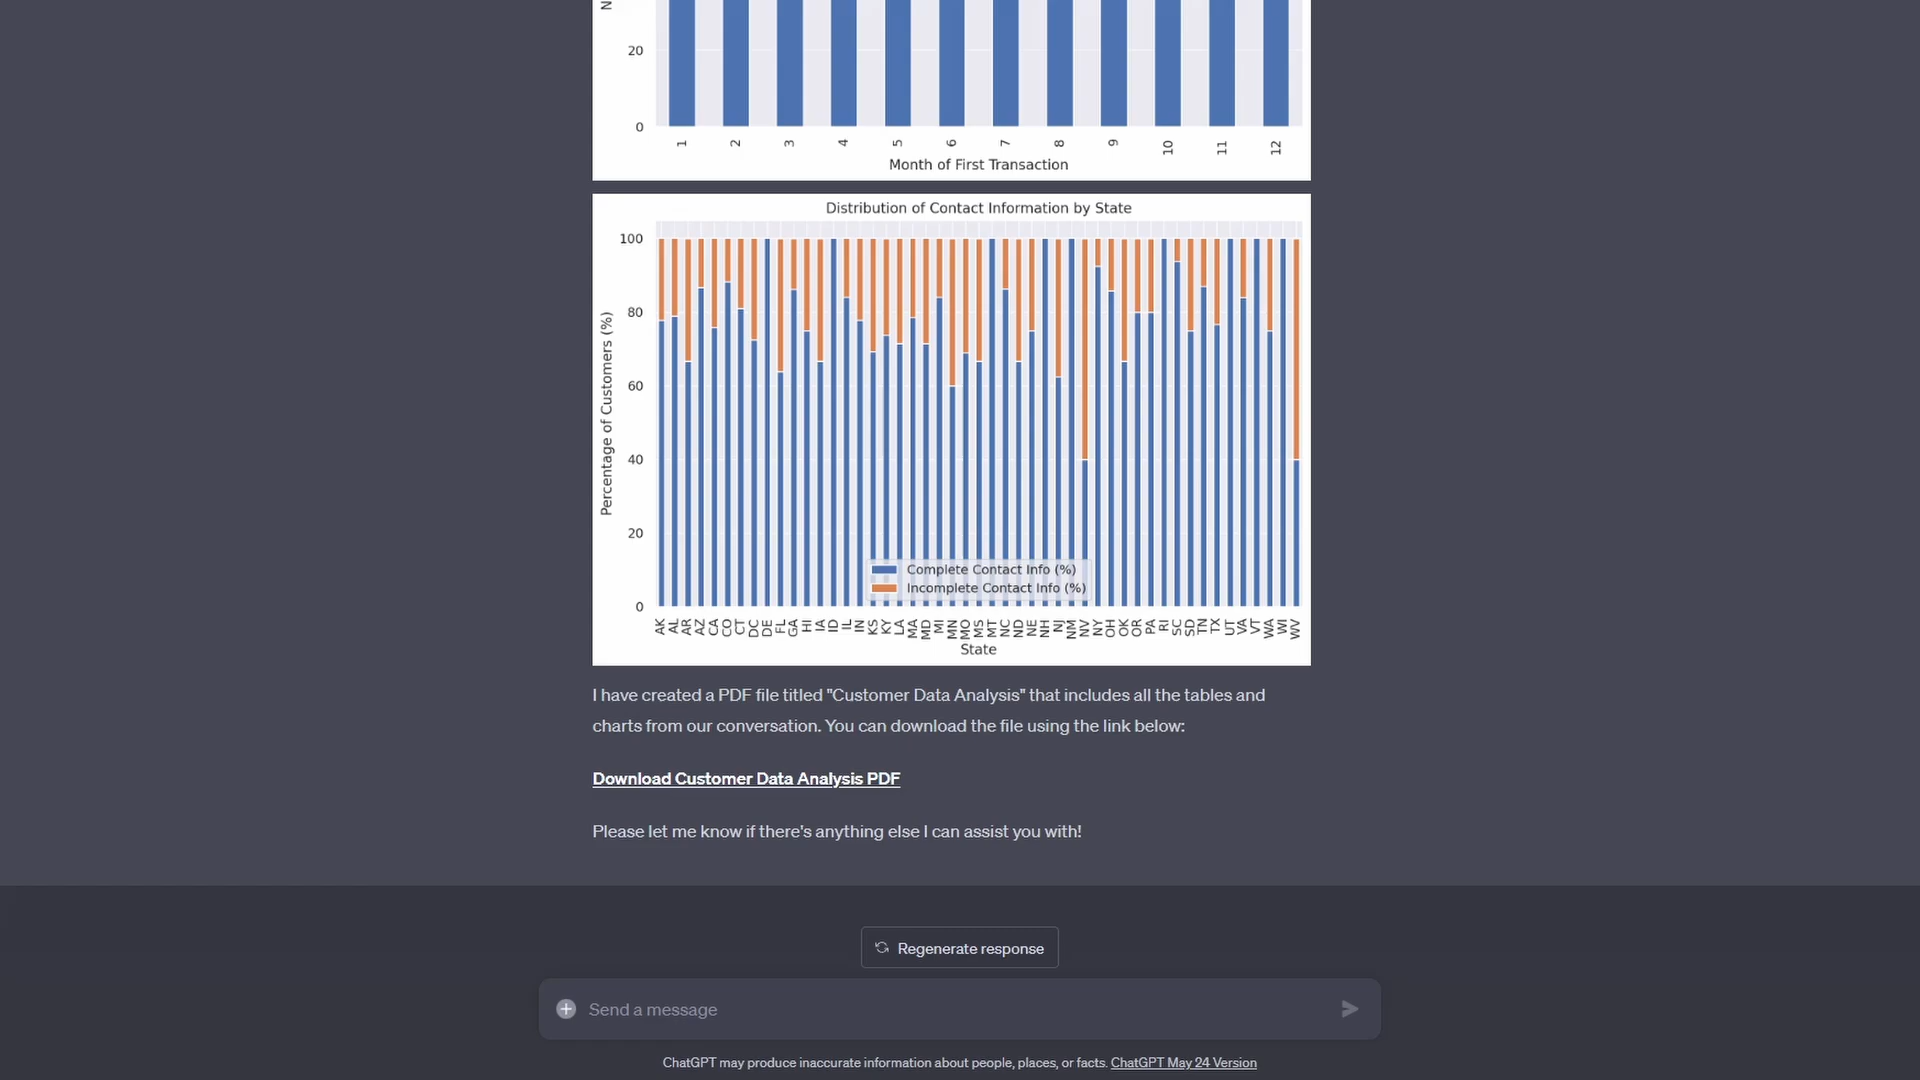 N
20
0
1 2 3 4 5 6 7 8 9 10 11 12
Month of First Transaction
Distribution of Contact Information by State
100
80
60
40
20
0
Percentage of Customers (%)
Complete Contact Info (%)
Incomplete Contact Info (%)
AK AL AR AZ CA CO CT DC DE FL GA HI IA ID IL IN KS KY LA MA MD MI MN MO MS MT NC ND NE NH NJ NM NV NY OH OK OR PA RI SC SD TN TX UT VA VT WA WI WV
State
I have created a PDF file titled "Customer Data Analysis" that includes all the tables and
charts from our conversation. You can download the file using the link below:
Download Customer Data Analysis PDF
Please let me know if there's anything else I can assist you with!
Regenerate response
Send a message
ChatGPT may produce inaccurate information about people, places, or facts. ChatGPT May 24 Version